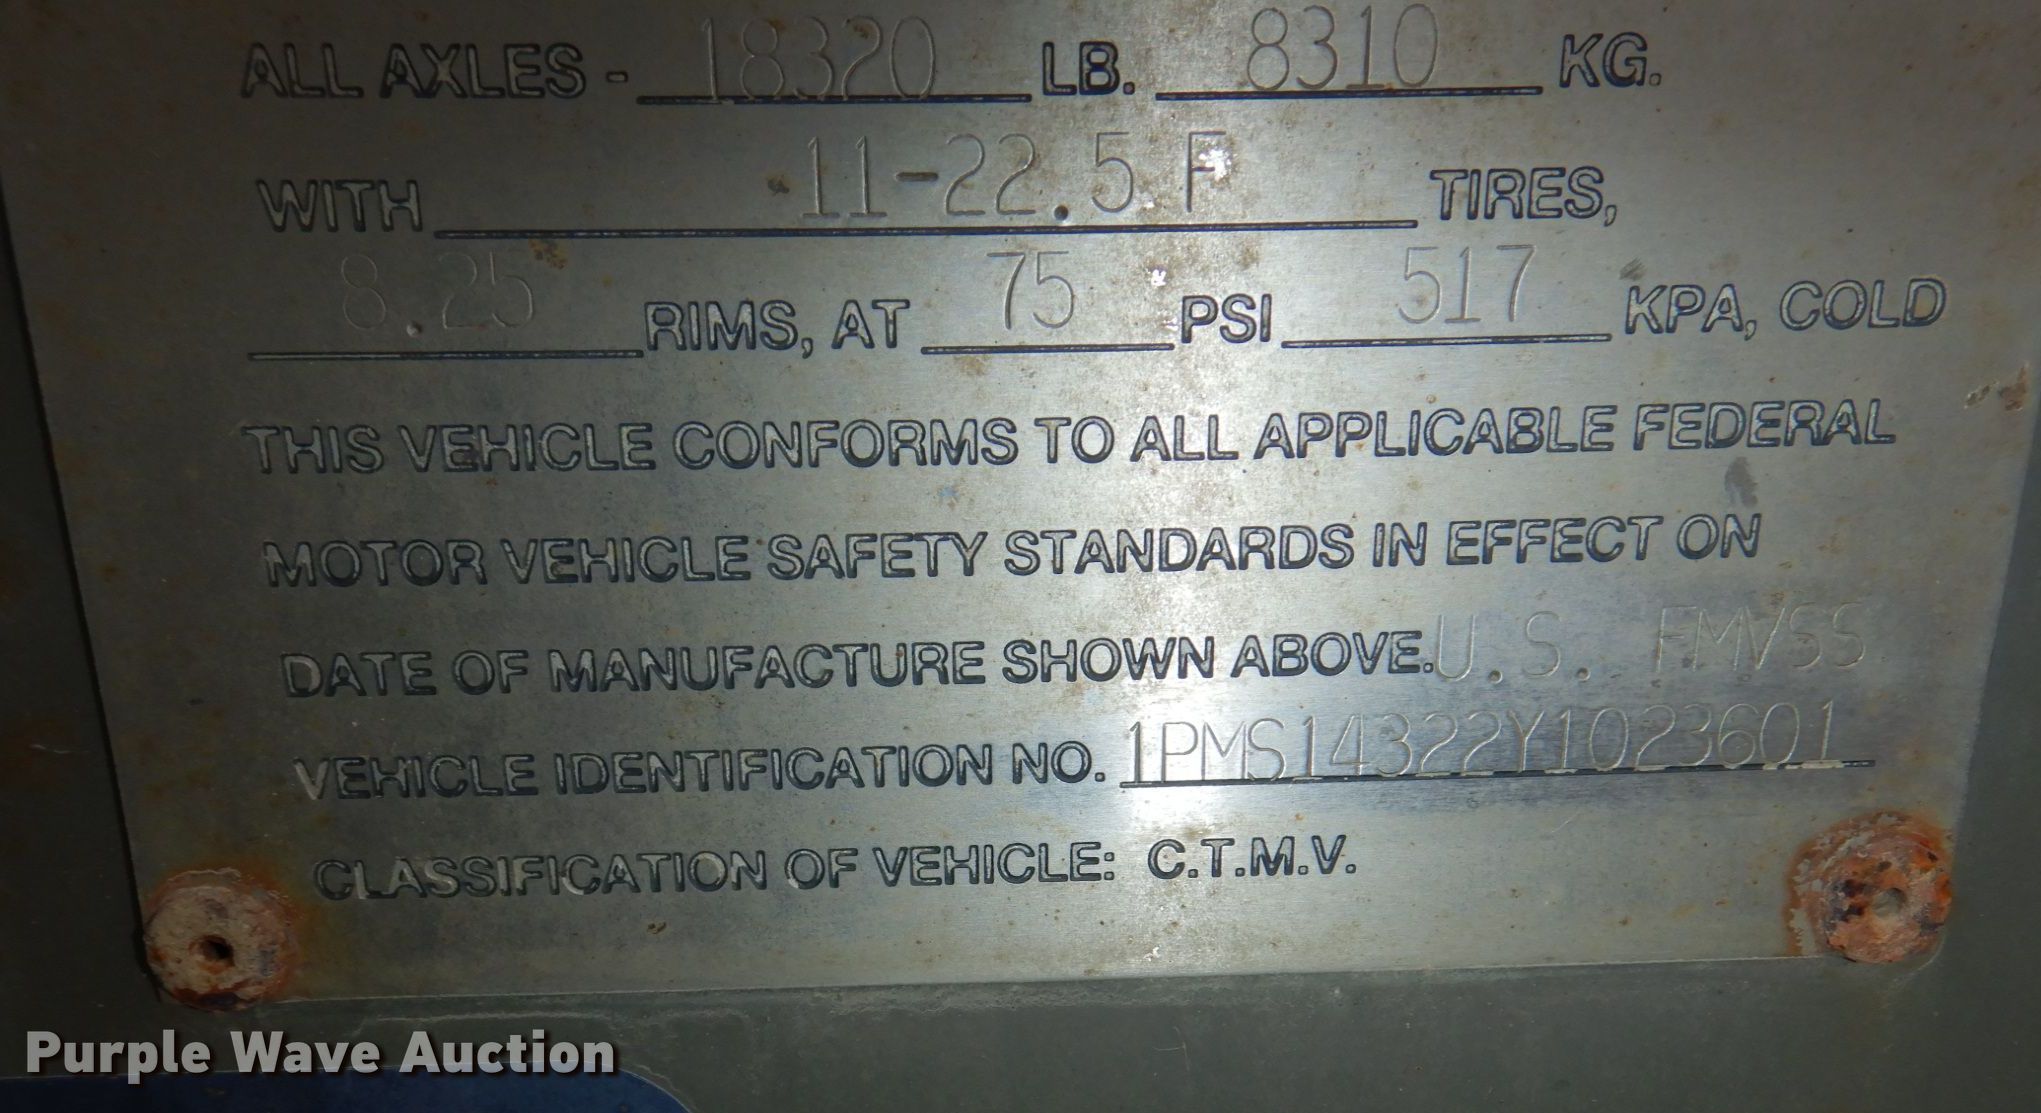 ALL AXLES - 18320 LB. 8310 KG.
WITH 11-22.5 F TIRES,
8.25 RIMS, AT 75 PSI 517 KPA, COLD
THIS VEHICLE CONFORMS TO ALL APPLICABLE FEDERAL
MOTOR VEHICLE SAFETY STANDARDS IN EFFECT ON
DATE OF MANUFACTURE SHOWN ABOVE. U.S. FMVSS
VEHICLE IDENTIFICATION NO. 1PMS14322Y1023601
CLASSIFICATION OF VEHICLE: C.T.M.V.
Purple Wave Auction